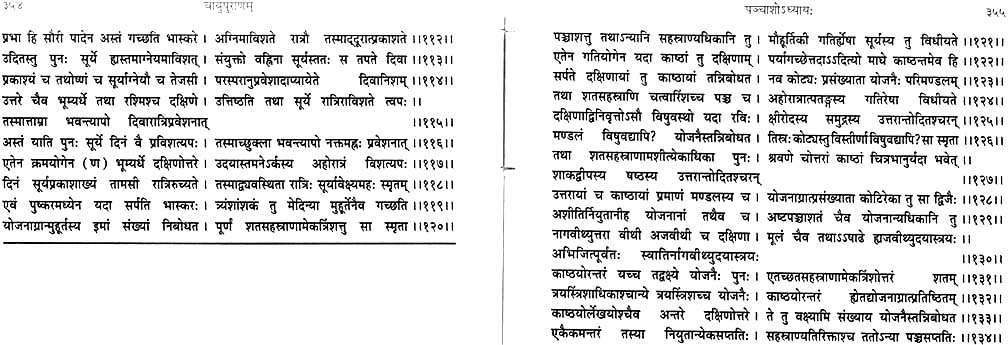 ३५४ वायुपुराणम्
प्रभा हि सौरी पादेन अस्तं गच्छति भास्करे। अग्निमाविशते रात्रौ तस्माद्दूरात्प्रकाशते ।।११२।।
उदितस्तु पुनः सूर्ये ह्यस्तमाग्नेयमाविशत्। संयुक्तो वह्निना सूर्यस्ततः स तपते दिवा ।।११३।।
प्रकाश्यं च तथोष्णं च सूर्याग्नेयौ च तेजसी । परस्परानुप्रवेशादाप्यायेते दिवानिशम् ।।११४।।
उत्तरे चैव भूम्यर्धे तथा रश्मिश्च दक्षिणे । उत्तिष्ठति तथा सूर्ये रात्रिराविशते त्वपः ।
तस्मात्ताम्रा भवन्त्यापो दिवारात्रिप्रवेशनात् ।।११५।।
अस्तं याति पुनः सूर्ये दिनं वै प्रविशत्यपः। तस्माच्छुक्ला भवन्त्यापो नक्तमह्नः प्रवेशनात् ।।११६।।
एतेन क्रमयोगेन (ण) भूम्यर्धे दक्षिणोत्तरे । उदयास्तमनेऽर्कस्य अहोरात्रं विशत्यपः ।।११७।।
दिनं सूर्यप्रकाशाख्यं तामसी रात्रिरुच्यते। तस्माद्व्यवस्थिता रात्रिः सूर्यावेक्ष्यमहः स्मृतम् ।।११८।।
एवं पुष्करमध्येन यदा सर्पति भास्करः। त्र्यंशांशकं तु मेदिन्या मुहूर्तेनैव गच्छति ।।११९।।
योजनाग्रान्मुहूर्तस्य इमां संख्यां निबोधत। पूर्णं शतसहस्राणामेकत्रिंशत्तु सा स्मृता ।।१२०।।
पञ्चाशोऽध्यायः ३५५
पञ्चाशत्तु तथाऽन्यानि सहस्राण्यधिकानि तु । मौहूर्तिकी गतिर्ह्येषा सूर्यस्य तु विधीयते ।।१२१।।
एतेन गतियोगेन यदा काष्ठां तु दक्षिणाम्। पर्यागच्छेत्तदाऽऽदित्यो माघे काष्ठान्तमेव हि ।।१२२।।
सर्पते दक्षिणायां तु काष्ठायां तन्निबोधत । नव कोट्यः प्रसंख्याता योजनैः परिमण्डलम् ।।१२३।।
तथा शतसहस्राणि चत्वारिंशच्च पञ्च च । अहोरात्रात्पतङ्गस्य गतिरेषा विधीयते ।।१२४।।
दक्षिणाद्विनिवृत्तोऽसौ विषुवस्थो यदा रविः। क्षीरोदस्य समुद्रस्य उत्तरान्तोदितश्चरन् ।।१२५।।
मण्डलं विषुवद्यापि? योजनैस्तन्निबोधत । तिस्रः कोट्यस्तु विस्तीर्णा विषुवद्यापि? सा स्मृता ।।१२६।।
तथा शतसहस्राणामशीत्येकाधिका पुनः । श्रवणे चोत्तरां काष्ठां चित्रभानुर्यदा भवेत्।
शाकद्वीपस्य षष्ठस्य उत्तरान्तोदितश्चरन् ।।१२७।।
उत्तरायां च काष्ठायां प्रमाणं मण्डलस्य च । योजनाग्रात्प्रसंख्याता कोटिरेका तु सा द्विजैः ।।१२८।।
अशीतिर्नियुतानीह योजनानां तथैव च । अष्टपञ्चाशतं चैव योजनान्यधिकानि तु ।।१२९।।
नागवीथ्युत्तरा वीथी अजवीथी च दक्षिणा । मूलं चैव तथाऽऽषाढे ह्यजवीथ्युदयास्त्रयः ।
अभिजित्पूर्वतः स्वातिर्नागवीथ्युदयास्त्रयः ।।१३०।।
काष्ठयोरन्तरं यच्च तद्वक्ष्ये योजनैः पुनः । एतच्छतसहस्राणामेकत्रिंशोत्तरं शतम् ।।१३१।।
त्रयस्त्रिंशाधिकाश्चान्ये त्रयस्त्रिंशच्च योजनैः। काष्ठयोरन्तरं ह्येतद्योजनाग्रात्प्रतिष्ठितम् ।।१३२।।
काष्ठयोर्लेखयोश्चैव अन्तरे दक्षिणोत्तरे । ते तु वक्ष्यामि संख्याय योजनैस्तन्निबोधत ।।१३३।।
एकैकमन्तरं तस्या नियुतान्येकसप्ततिः। सहस्राण्यतिरिक्ताश्च ततोऽन्या पञ्चसप्ततिः ।।१३४।।